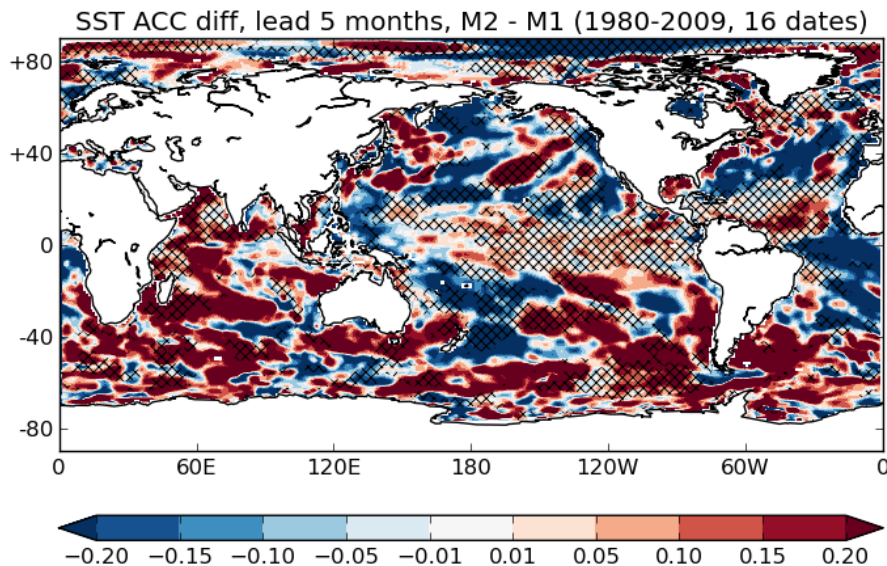 SST ACC diff, lead 5 months, M2 - M1 (1980-2009, 16 dates)
+80
+40
0
-40
-80
0 60E 120E 180 120W 60W 0
−0.20 −0.15 −0.10 −0.05 −0.01 0.01 0.05 0.10 0.15 0.20